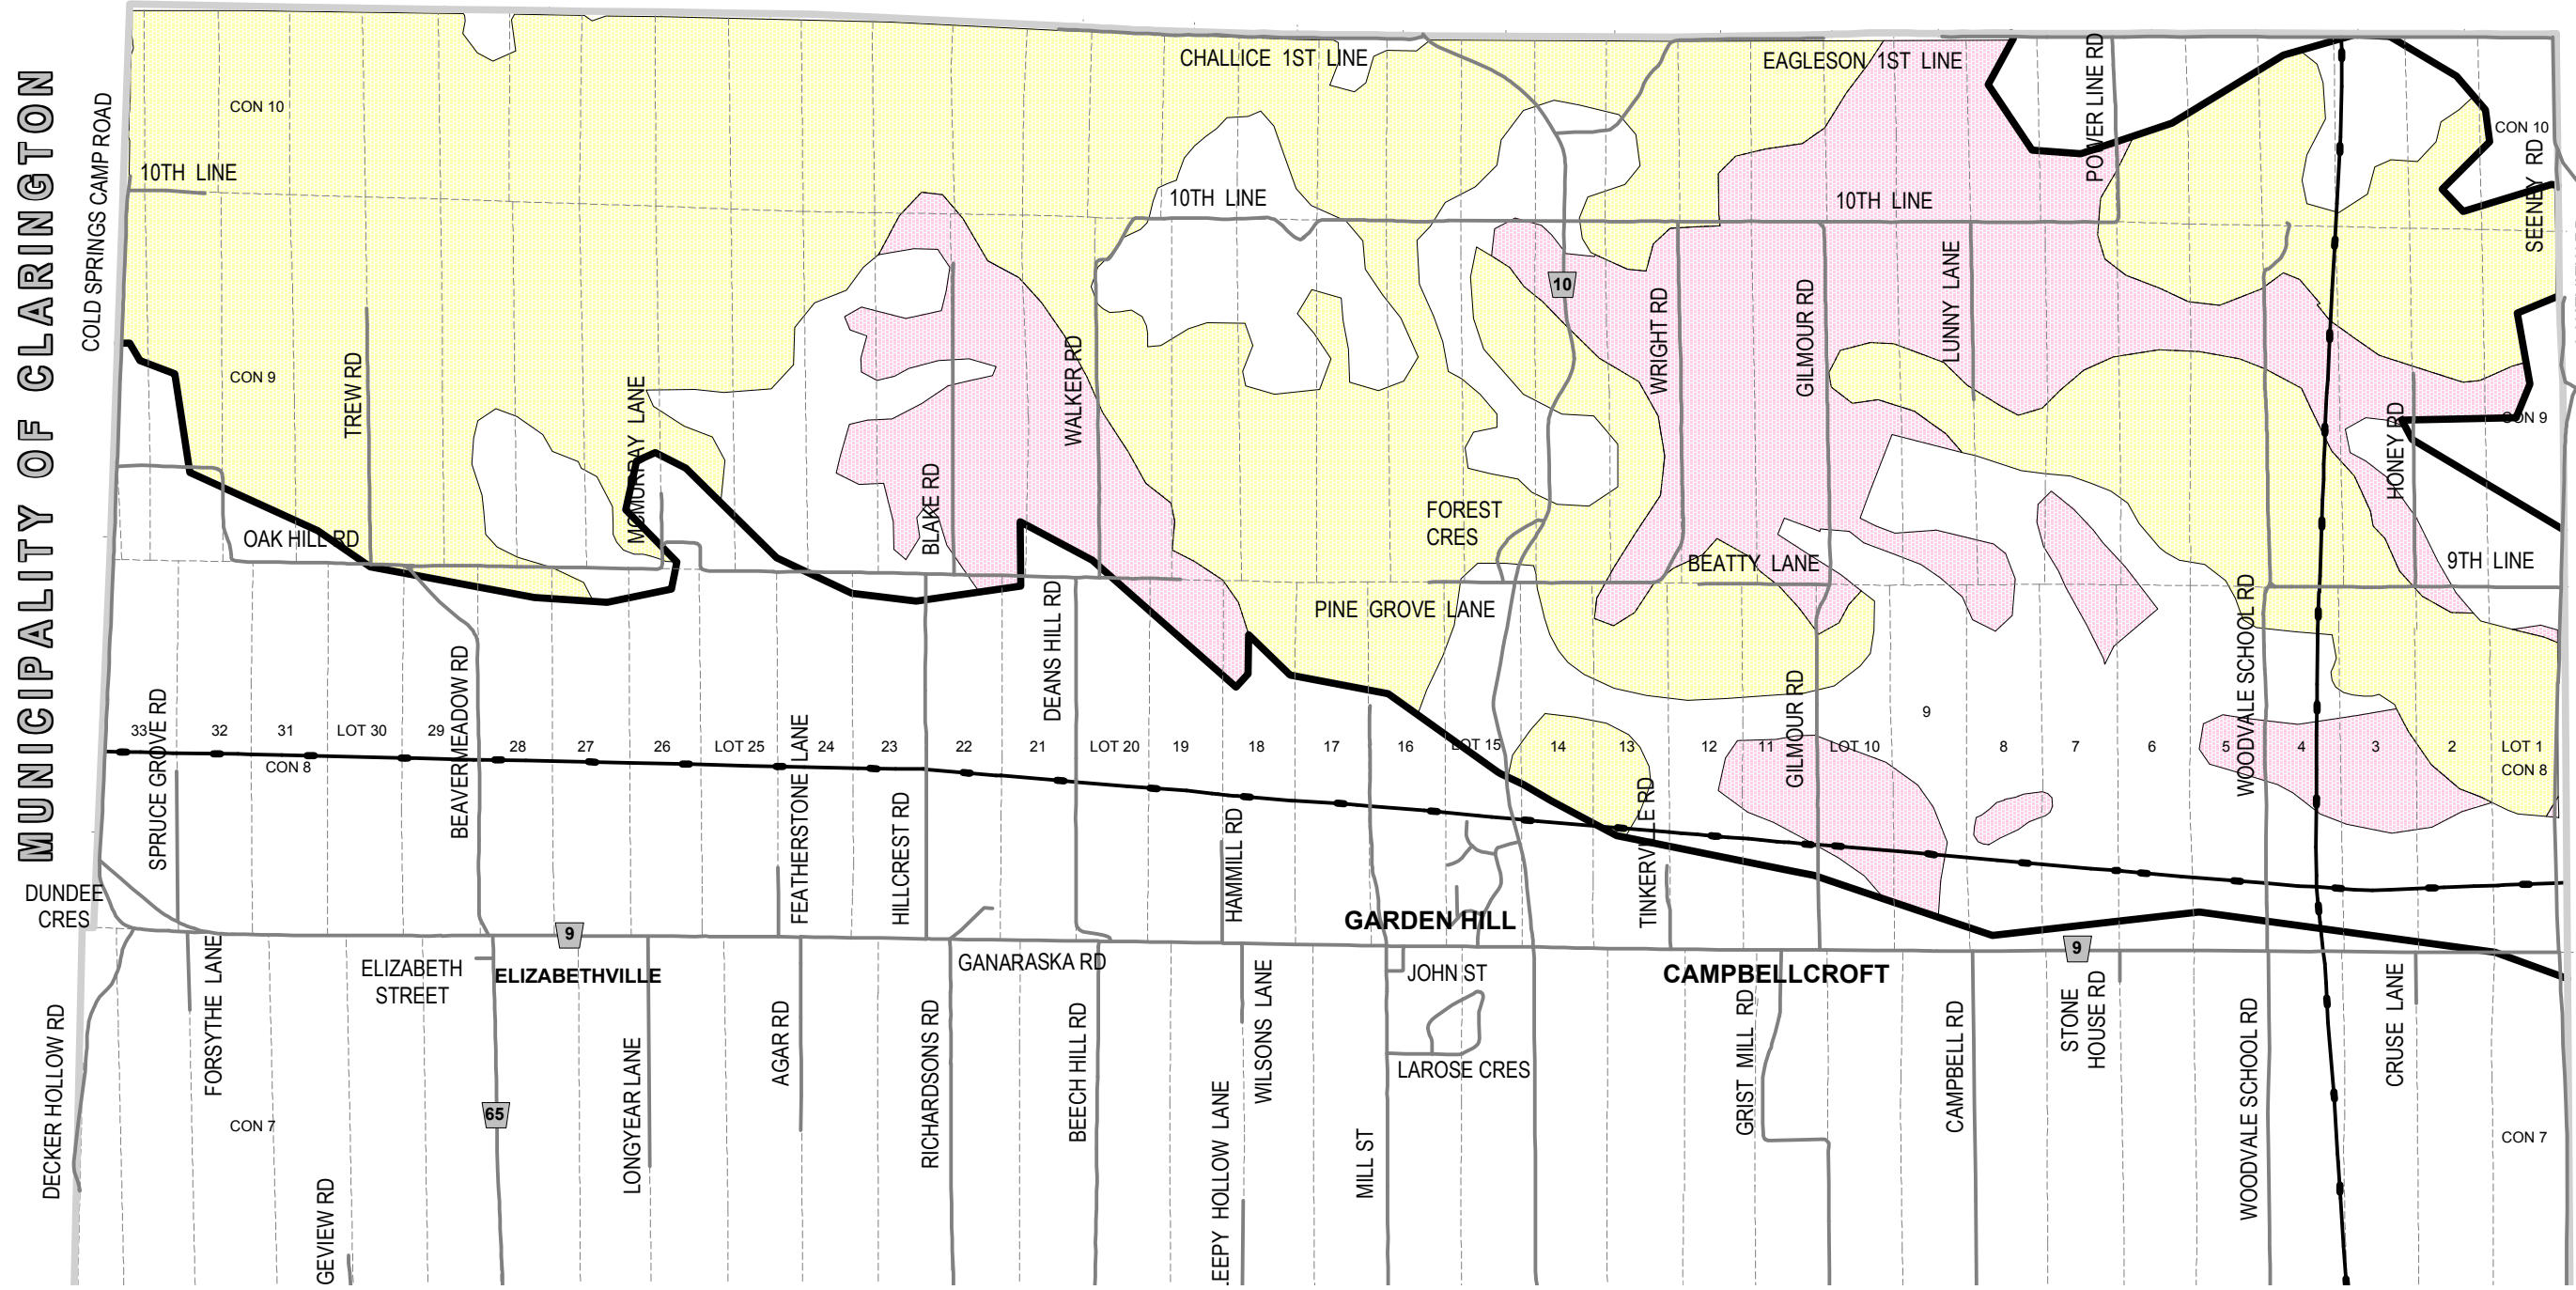 MUNICIPALITY OF CLARINGTON
CHALLICE 1ST LINE
EAGLESON 1ST LINE
POWER LINE RD
CON 10
CON 10
COLD SPRINGS CAMP ROAD
10TH LINE
10TH LINE
10TH LINE
SEENEY RD
10
WRIGHT RD
GILMOUR RD
LUNNY LANE
CON 9
TREW RD
MCMURRAY LANE
WALKER RD
HONEY RD
CON 9
BLAKE RD
FOREST
CRES
OAK HILL RD
BEATTY LANE
9TH LINE
PINE GROVE LANE
DEANS HILL RD
WOODVALE SCHOOL RD
SPRUCE GROVE RD
BEAVERMEADOW RD
GILMOUR RD
33
32
31
LOT 30
29
28
27
26
LOT 25
24
23
22
21
LOT 20
19
18
17
16
LOT 15
14
13
12
11
LOT 10
9
8
7
6
5
4
3
2
LOT 1
CON 8
CON 8
FEATHERSTONE LANE
HILLCREST RD
HAMMILL RD
TINKERVILLE RD
DUNDEE
CRES
GARDEN HILL
9
9
FORSYTHE LANE
ELIZABETH
STREET
ELIZABETHVILLE
GANARASKA RD
WILSONS LANE
JOHN ST
CAMPBELLCROFT
GRIST MILL RD
STONE
HOUSE RD
CRUSE LANE
DECKER HOLLOW RD
LONGYEAR LANE
AGAR RD
RICHARDSONS RD
BEECH HILL RD
LAROSE CRES
CAMPBELL RD
WOODVALE SCHOOL RD
65
CON 7
CON 7
GEVIEW RD
EEPY HOLLOW LANE
MILL ST